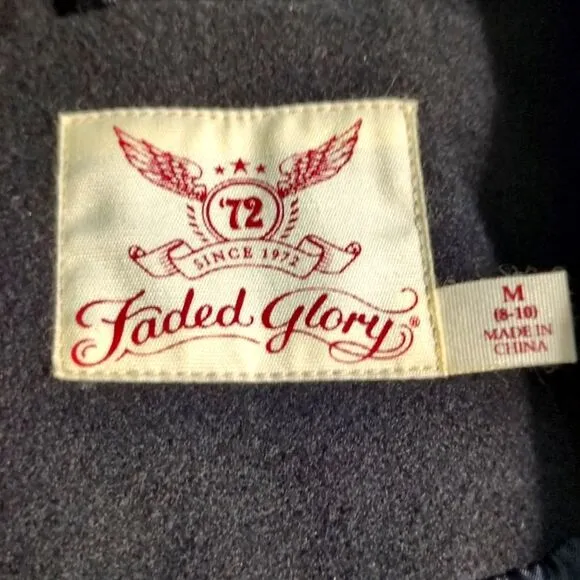 '72
SINCE 1972
Faded Glory®
M
(8-10)
MADE IN
CHINA